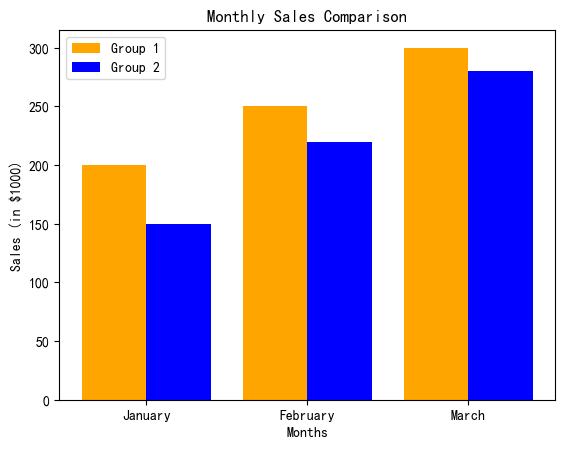 Monthly Sales Comparison
Group 1
Group 2
Sales (in $1000)
300
250
200
150
100
50
0
January February March
Months